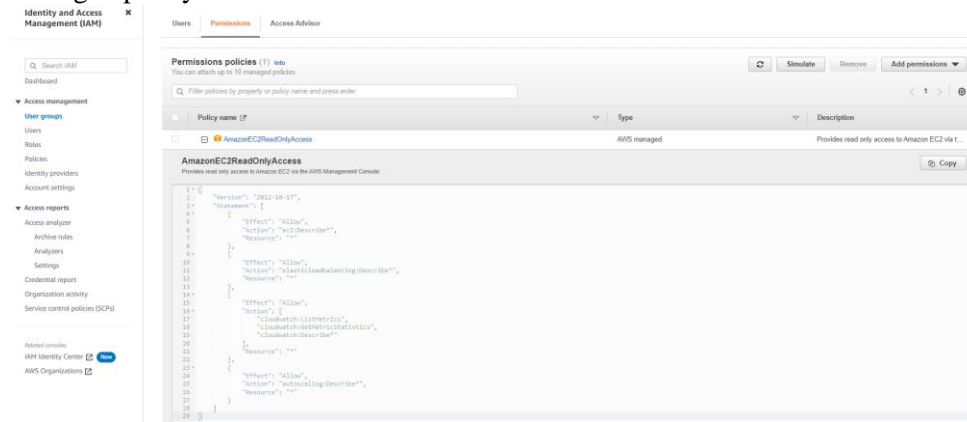 Identity and Access
Management (IAM)
Search IAM
Dashboard
Access management
User groups
Users
Roles
Policies
Identity providers
Account settings
Access reports
Access analyzer
Archive rules
Analyzers
Settings
Credential report
Organization activity
Service control policies (SCPs)
Related consoles
IAM Identity Center New
AWS Organizations
Users Permissions Access Advisor
Permissions policies (1) Info
You can attach up to 10 managed policies.
Simulate Remove Add permissions
Filter policies by property or policy name and press enter.
1
Policy name Type Description
AmazonEC2ReadOnlyAccess AWS managed Provides read only access to Amazon EC2 via t...
AmazonEC2ReadOnlyAccess
Provides read only access to Amazon EC2 via the AWS Management Console.
Copy
1 {
2 "Version": "2012-10-17",
3 "Statement": [
4 {
5 "Effect": "Allow",
6 "Action": "ec2:Describe*",
7 "Resource": "*"
8 },
9 {
10 "Effect": "Allow",
11 "Action": "elasticloadbalancing:Describe*",
12 "Resource": "*"
13 },
14 {
15 "Effect": "Allow",
16 "Action": [
17 "cloudwatch:ListMetrics",
18 "cloudwatch:GetMetricStatistics",
19 "cloudwatch:Describe*"
20 ],
21 "Resource": "*"
22 },
23 {
24 "Effect": "Allow",
25 "Action": "autoscaling:Describe*",
26 "Resource": "*"
27 }
28 ]
29 }